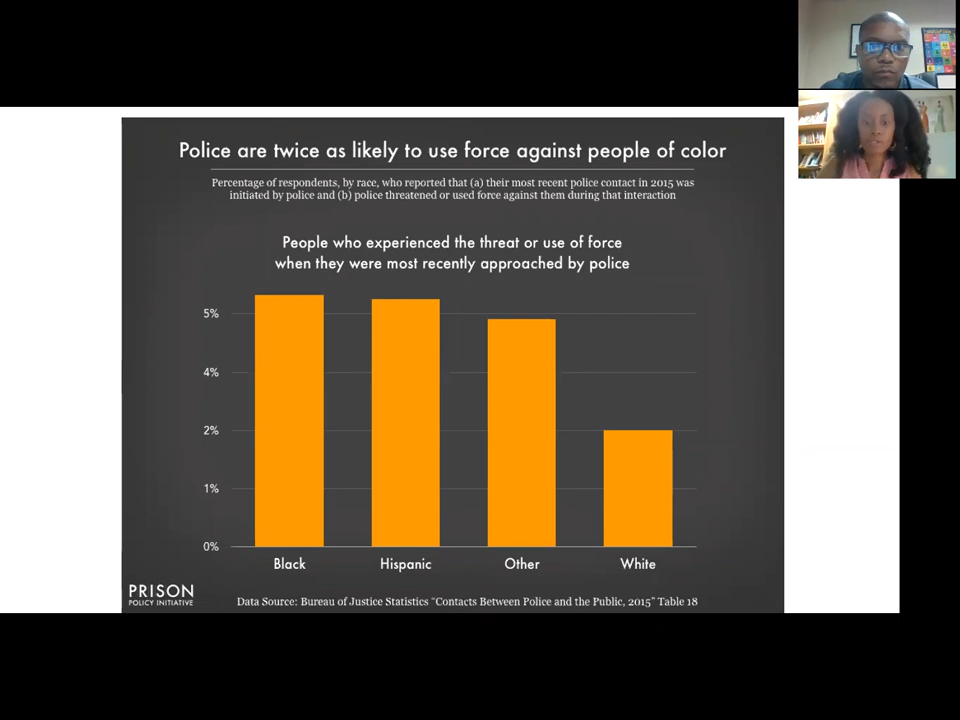 Police are twice as likely to use force against people of color
Percentage of respondents, by race, who reported that (a) their most recent police contact in 2015 was
initiated by police and (b) police threatened or used force against them during that interaction
People who experienced the threat or use of force
when they were most recently approached by police
5%
4%
2%
1%
0%
Black
Hispanic
Other
White
PRISON
POLICY INITIATIVE
Data Source: Bureau of Justice Statistics "Contacts Between Police and the Public, 2015" Table 18